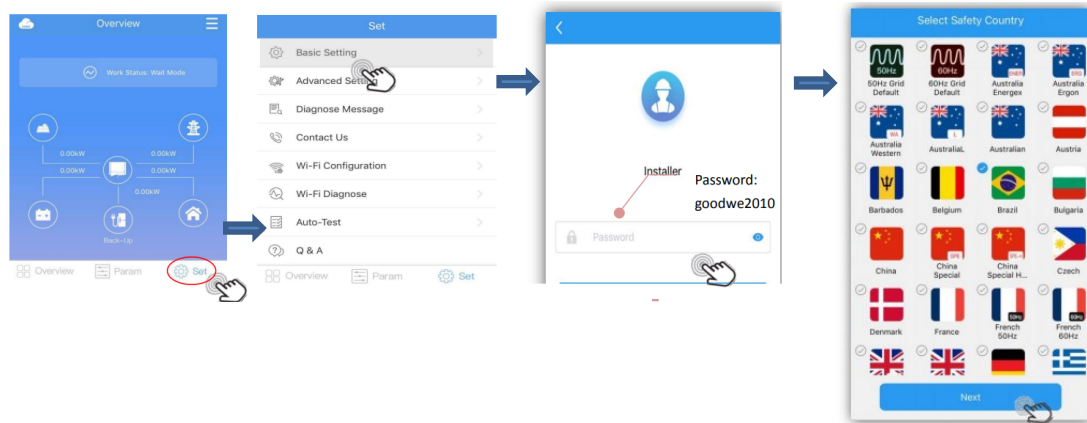 Overview
Work Status: Wait Mode
0.00kW
0.00kW
0.00kW
0.00kW
0.00kW
Back-Up
Overview
Param
Set
Set
Basic Setting
Advanced Setting
Diagnose Message
Contact Us
Wi-Fi Configuration
Wi-Fi Diagnose
Auto-Test
Q & A
Overview
Param
Set
Installer
Password:
goodwe2010
Password
Select Safety Country
50Hz
60Hz
50Hz Grid
Default
60Hz Grid
Default
Australia
Energex
Australia
Ergon
WA
L
Australia
Western
AustraliaL
Australian
Austria
Barbados
Belgium
Brazil
Bulgaria
China
China
Special
China
Special H...
Czech
50Hz
60Hz
Denmark
France
French
50Hz
French
60Hz
Next